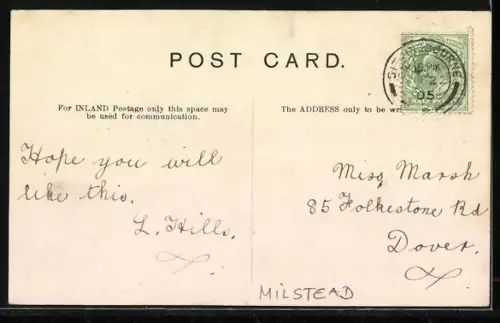 POST CARD.
For INLAND Postage only this space may
be used for communication.
The ADDRESS only to be
Hope you will
like this.
L. Hills.
Miss Marsh
85 Folkestone Rd
Dover.
MILSTEAD
SITTINGBOURNE
05